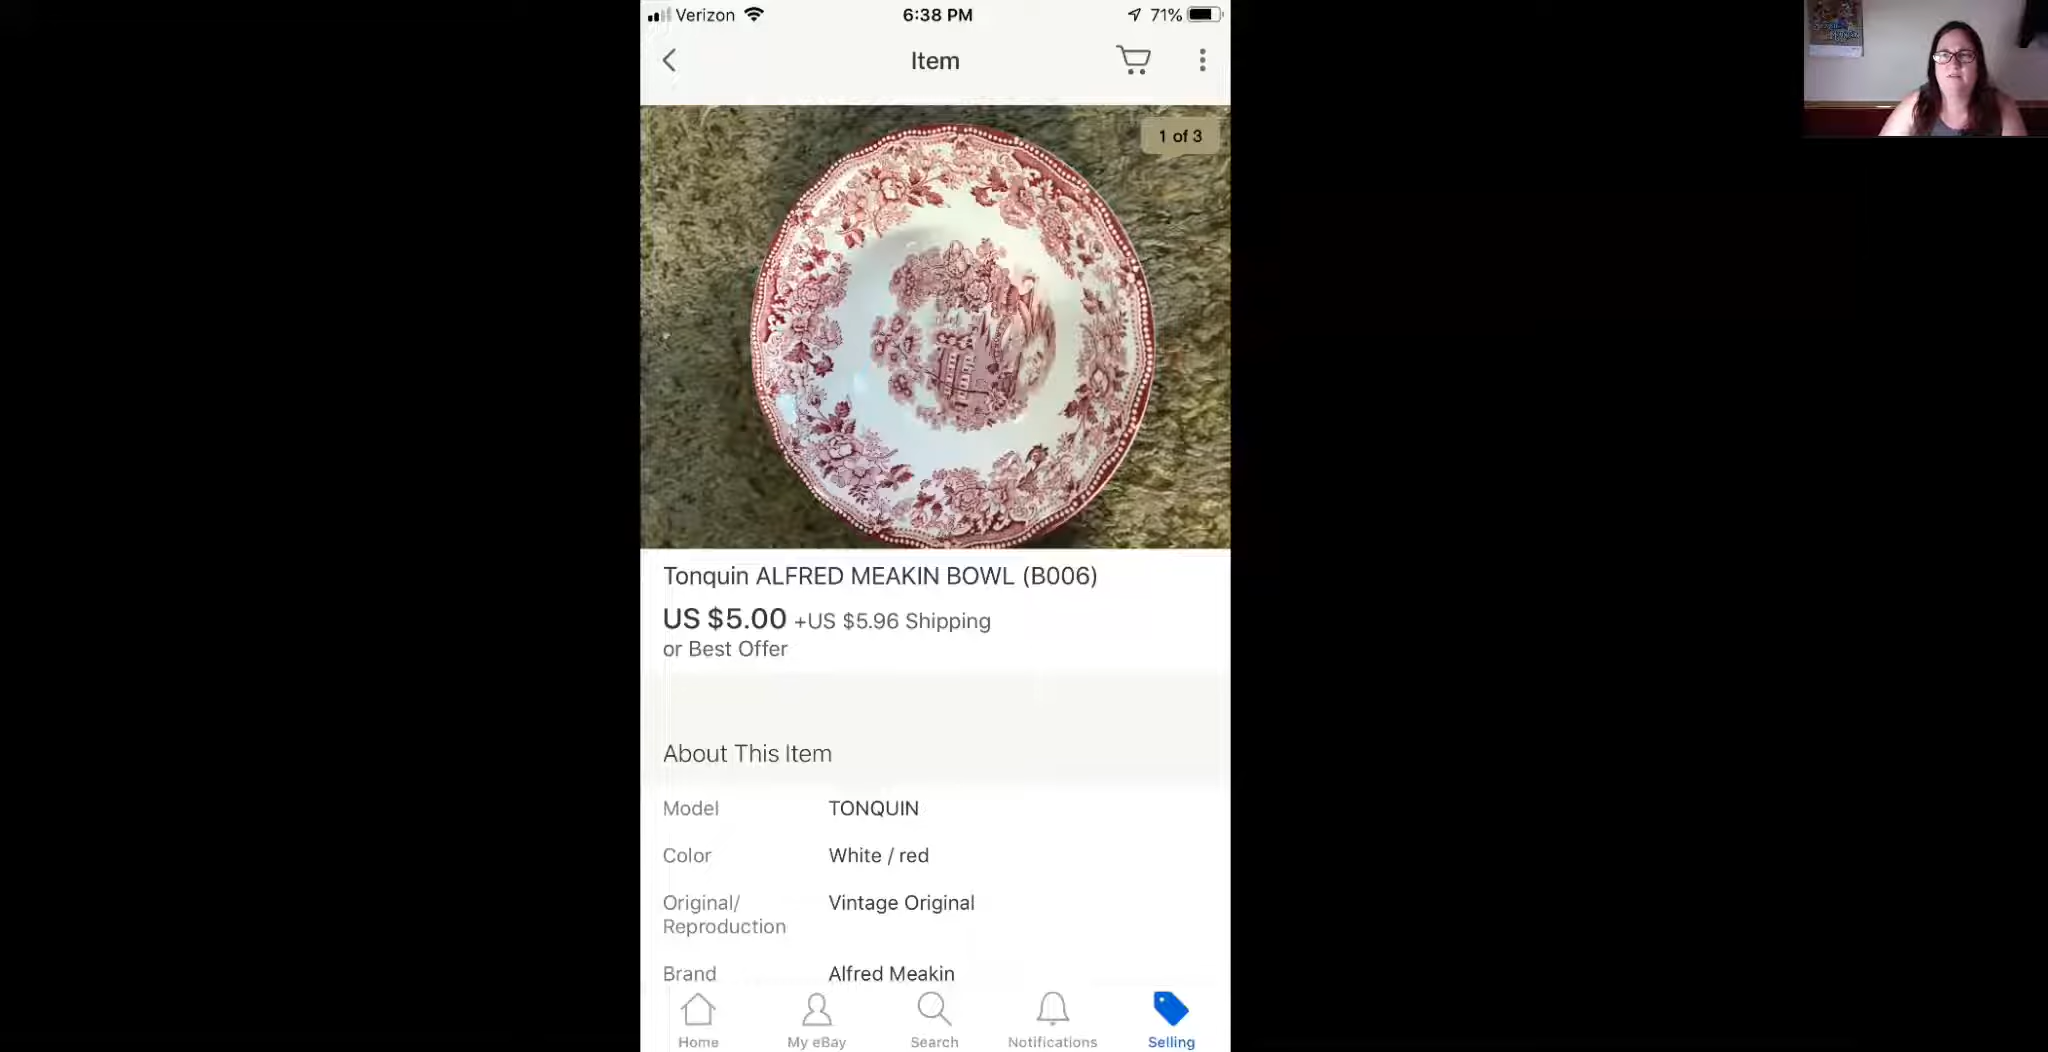 Verizon 6:38 PM 71%
Item
1 of 3
Tonquin ALFRED MEAKIN BOWL (B006)
US $5.00 +US $5.96 Shipping
or Best Offer
About This Item
Model TONQUIN
Color White / red
Original/ Vintage Original
Reproduction
Brand Alfred Meakin
Home My eBay Search Notifications Selling